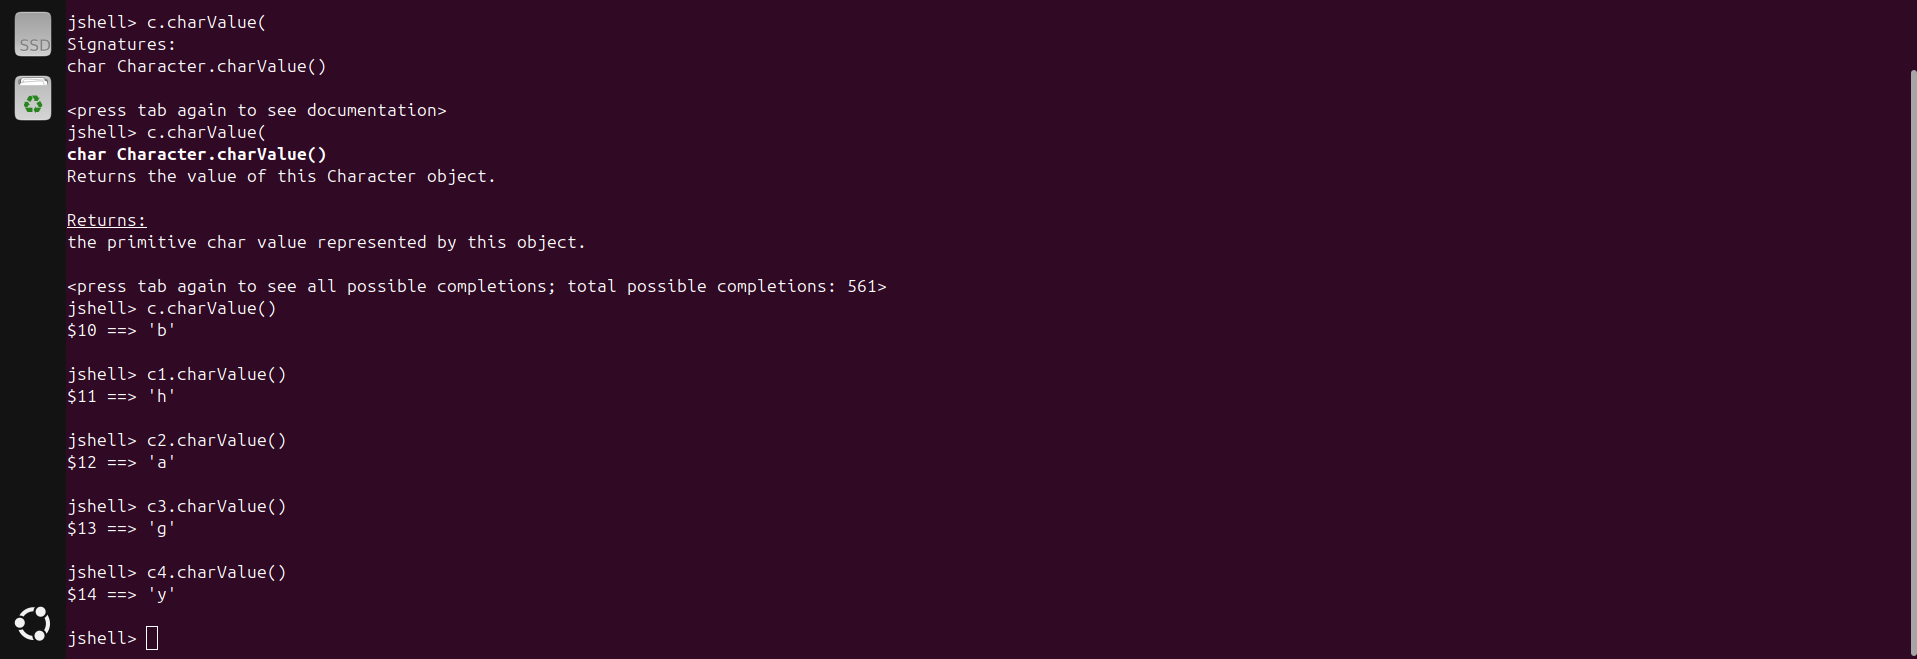 SSD
jshell> c.charValue(
Signatures:
char Character.charValue()
<press tab again to see documentation>
jshell> c.charValue(
char Character.charValue()
Returns the value of this Character object.
Returns:
the primitive char value represented by this object.
<press tab again to see all possible completions; total possible completions: 561>
jshell> c.charValue()
$10 ==> 'b'
jshell> c1.charValue()
$11 ==> 'h'
jshell> c2.charValue()
$12 ==> 'a'
jshell> c3.charValue()
$13 ==> 'g'
jshell> c4.charValue()
$14 ==> 'y'
jshell>